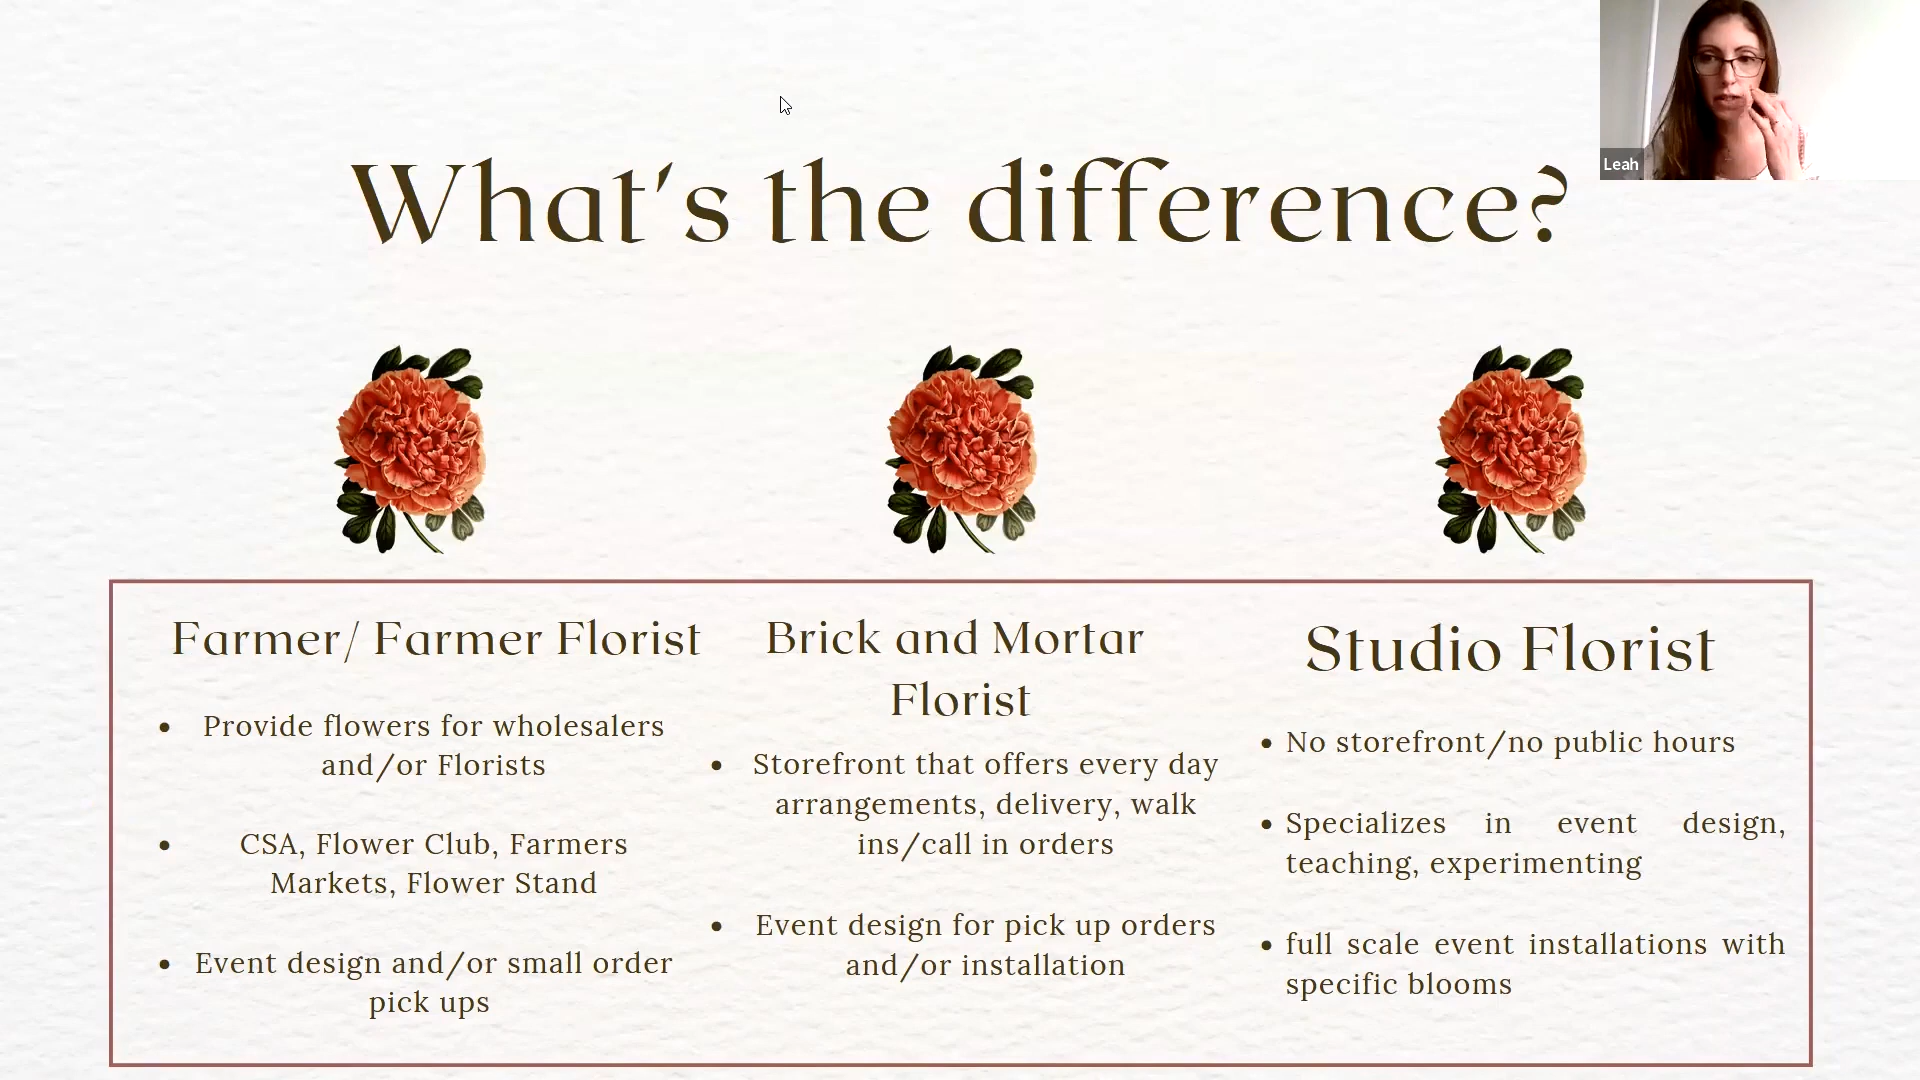 Leah
What's the difference?
Farmer/ Farmer Florist
• Provide flowers for wholesalers
and/or Florists
• CSA, Flower Club, Farmers
Markets, Flower Stand
• Event design and/or small order
pick ups
Brick and Mortar
Florist
• Storefront that offers every day
arrangements, delivery, walk
ins/call in orders
• Event design for pick up orders
and/or installation
Studio Florist
• No storefront/no public hours
• Specializes in event design,
teaching, experimenting
• full scale event installations with
specific blooms